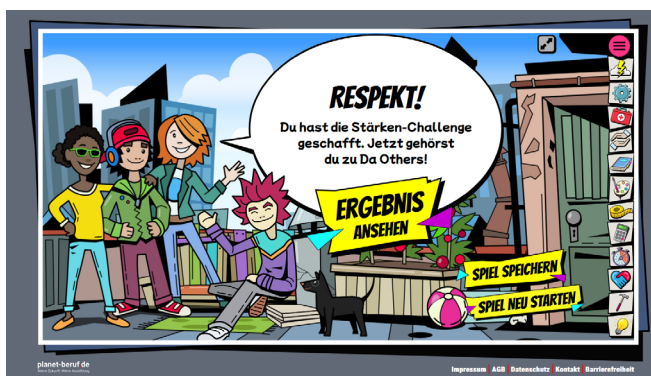 RESPEKT!
Du hast die Stärken-Challenge
geschafft. Jetzt gehörst
du zu Da Others!
ERGEBNIS
ANSEHEN
SPIEL SPEICHERN
SPIEL NEU STARTEN
planet-beruf.de
Impressum | AGB | Datenschutz | Kontakt | Barrierefreiheit